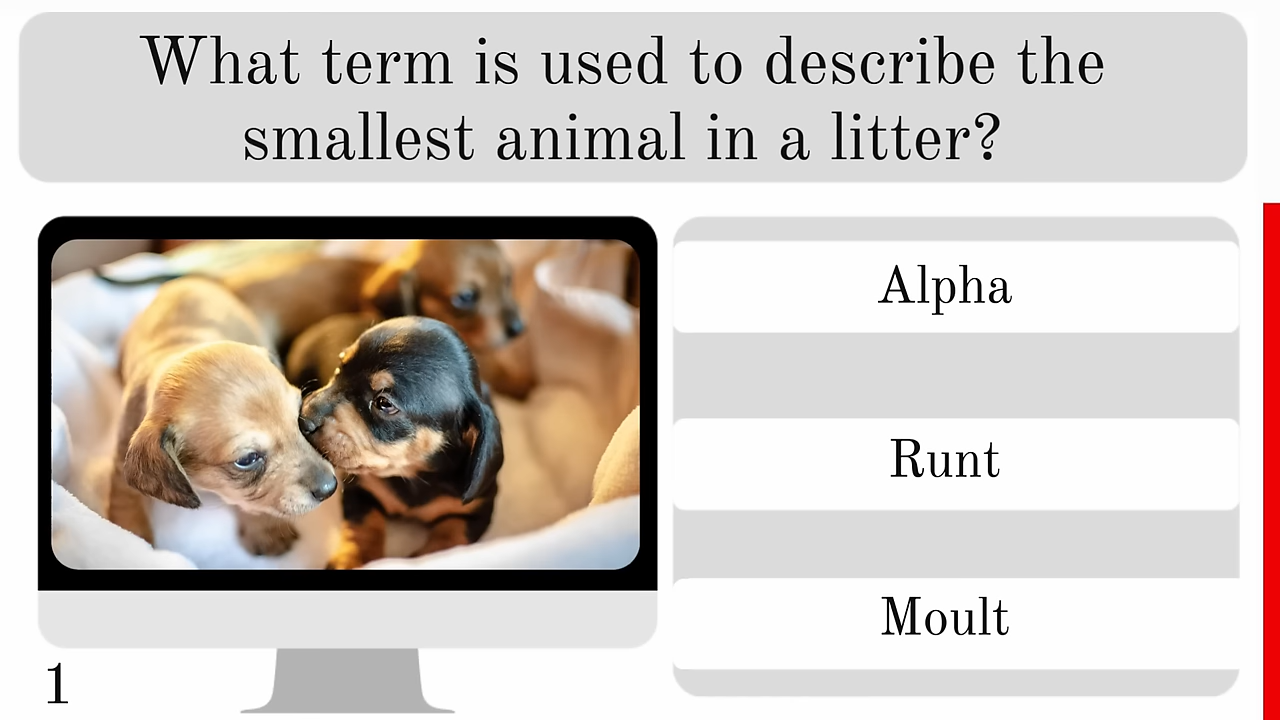 What term is used to describe the
smallest animal in a litter?
Alpha
Runt
Moult
1